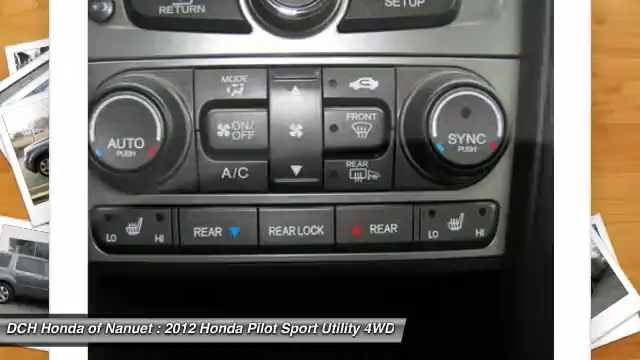 RETURN
SETUP
MODE
AUTO
PUSH
ON/
OFF
FRONT
SYNC
PUSH
A/C
REAR
LO
HI
REAR
REAR LOCK
REAR
LO
HI
DCH Honda of Nanuet : 2012 Honda Pilot Sport Utility 4WD